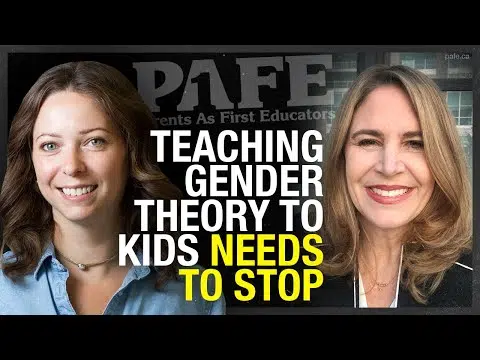 pafe.ca
PAFE
Parents As First Educators
TEACHING
GENDER
THEORY TO
KIDS NEEDS
TO STOP